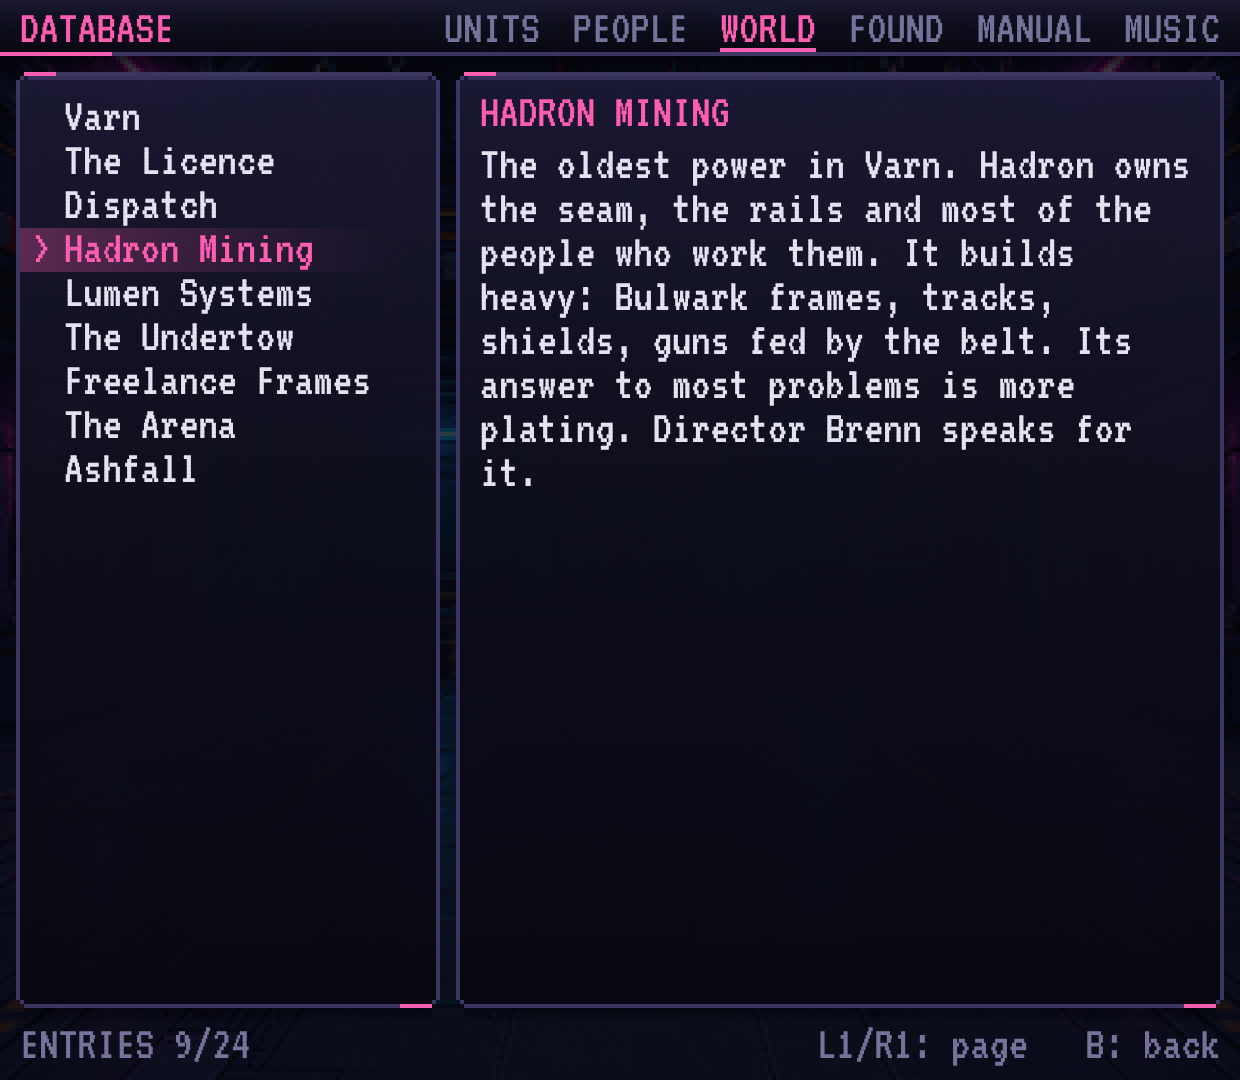 DATABASE UNITS PEOPLE WORLD FOUND MANUAL MUSIC
Varn
The Licence
Dispatch
> Hadron Mining
Lumen Systems
The Undertow
Freelance Frames
The Arena
Ashfall
HADRON MINING
The oldest power in Varn. Hadron owns
the seam, the rails and most of the
people who work them. It builds
heavy: Bulwark frames, tracks,
shields, guns fed by the belt. Its
answer to most problems is more
plating. Director Brenn speaks for
it.
ENTRIES 9/24 L1/R1: page B: back